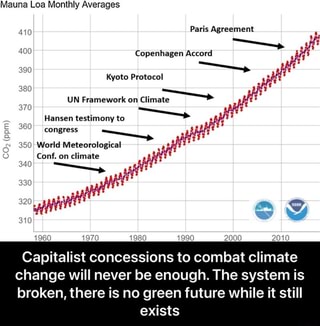 Mauna Loa Monthly Averages
410
400
390
380
370
360
350
340
330
320
310
CO₂ (ppm)
Paris Agreement
Copenhagen Accord
Kyoto Protocol
UN Framework on Climate
Hansen testimony to
congress
World Meteorological
Conf. on climate
1960
1970
1980
1990
2000
2010
Capitalist concessions to combat climate
change will never be enough. The system is
broken, there is no green future while it still
exists